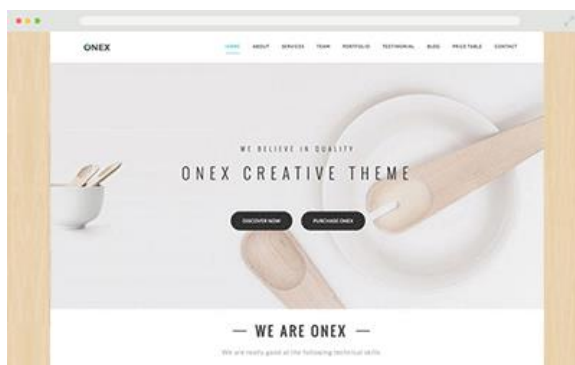 ONEX
HOME ABOUT SERVICES TEAM PORTFOLIO TESTIMONIAL BLOG PRICE TABLE CONTACT
WE BELIEVE IN QUALITY
ONEX CREATIVE THEME
DISCOVER NOW PURCHASE ONEX
— WE ARE ONEX —
We are really good at the following technical skills